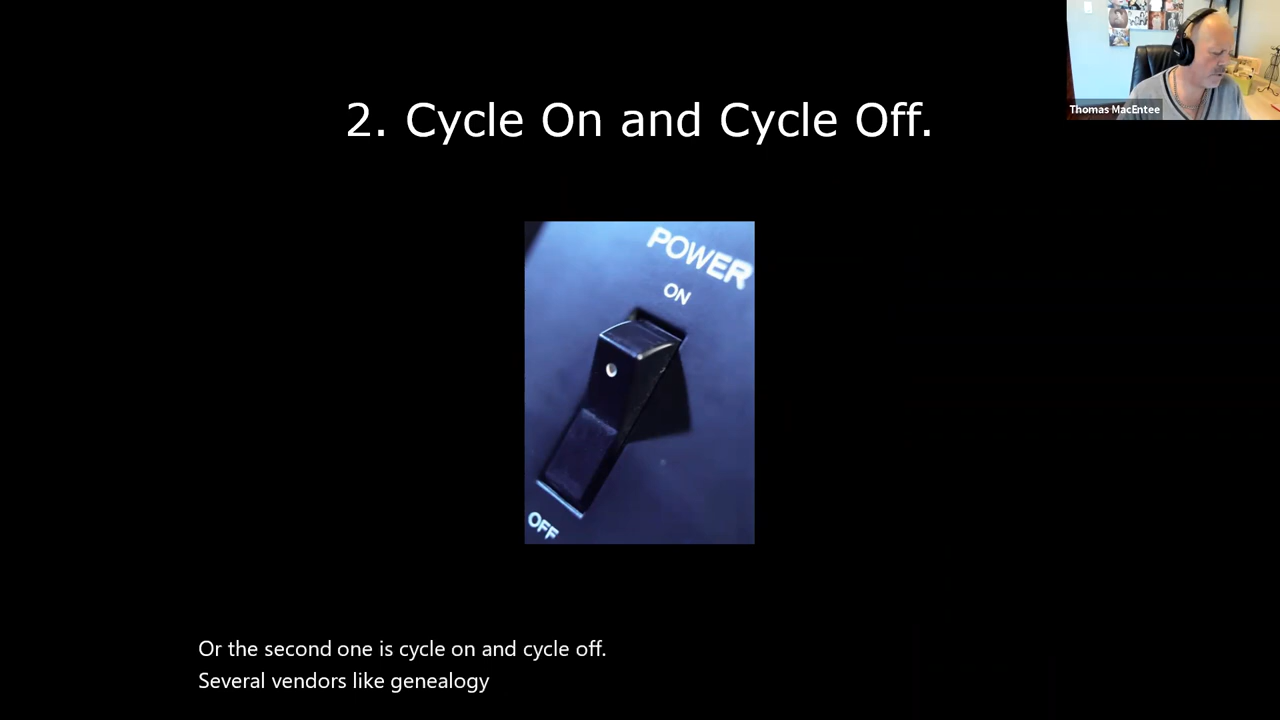 2. Cycle On and Cycle Off.
Thomas MacEntee
POWER
ON
OFF
Or the second one is cycle on and cycle off.
Several vendors like genealogy